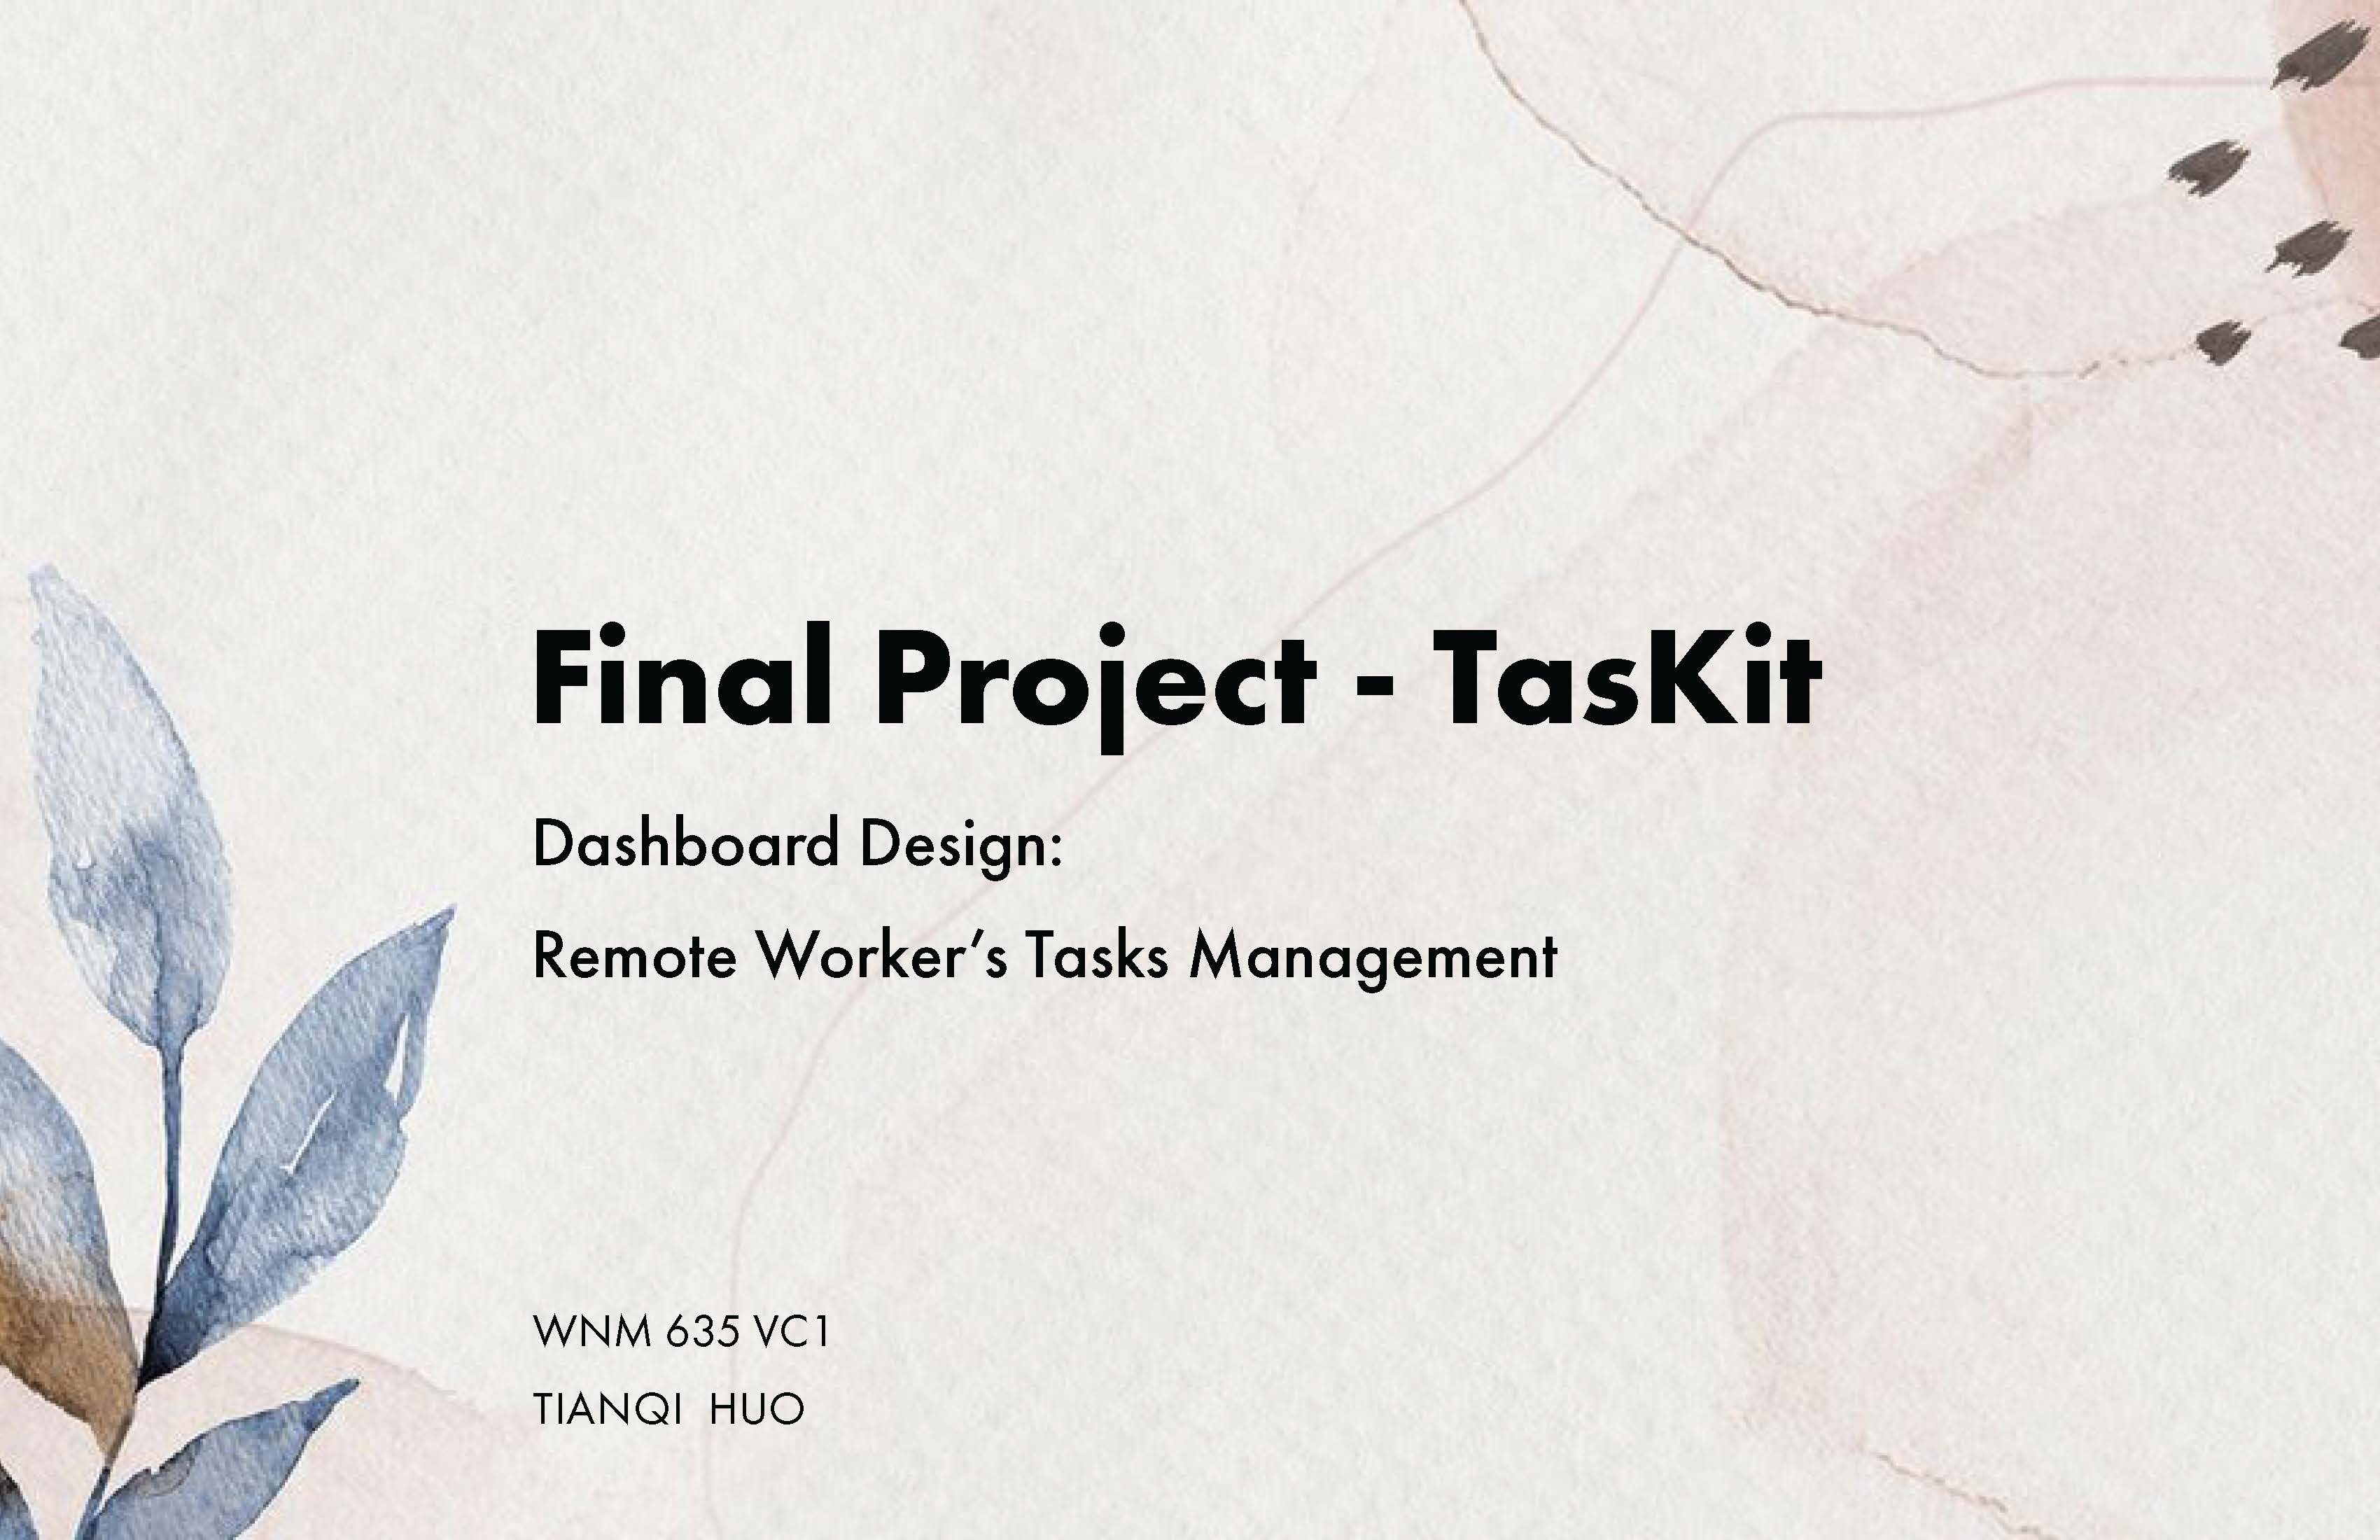 Final Project - TasKit
Dashboard Design:
Remote Worker’s Tasks Management
WNM 635 VC1
TIANQI HUO